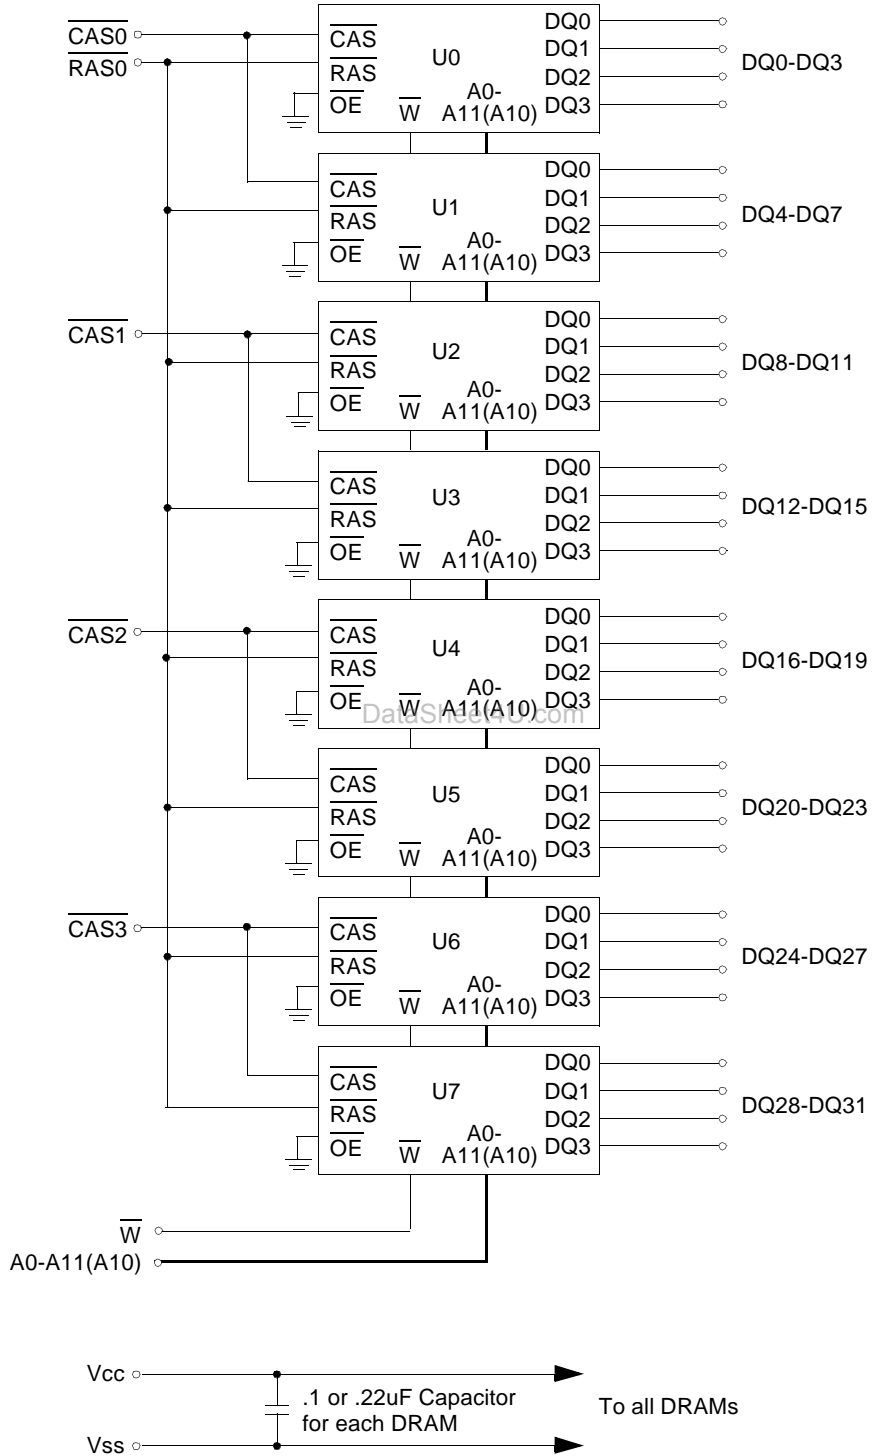 CAS0
RAS0
CAS
RAS
OE
U0
W
A0-
A11(A10)
DQ0
DQ1
DQ2
DQ3
DQ0-DQ3
CAS
RAS
OE
U1
W
A0-
A11(A10)
DQ0
DQ1
DQ2
DQ3
DQ4-DQ7
CAS1
CAS
RAS
OE
U2
W
A0-
A11(A10)
DQ0
DQ1
DQ2
DQ3
DQ8-DQ11
CAS
RAS
OE
U3
W
A0-
A11(A10)
DQ0
DQ1
DQ2
DQ3
DQ12-DQ15
CAS2
CAS
RAS
OE
U4
W
A0-
A11(A10)
DQ0
DQ1
DQ2
DQ3
DQ16-DQ19
DataSheet4U.com
CAS
RAS
OE
U5
W
A0-
A11(A10)
DQ0
DQ1
DQ2
DQ3
DQ20-DQ23
CAS3
CAS
RAS
OE
U6
W
A0-
A11(A10)
DQ0
DQ1
DQ2
DQ3
DQ24-DQ27
CAS
RAS
OE
U7
W
A0-
A11(A10)
DQ0
DQ1
DQ2
DQ3
DQ28-DQ31
W
A0-A11(A10)
Vcc
.1 or .22uF Capacitor
for each DRAM
To all DRAMs
Vss